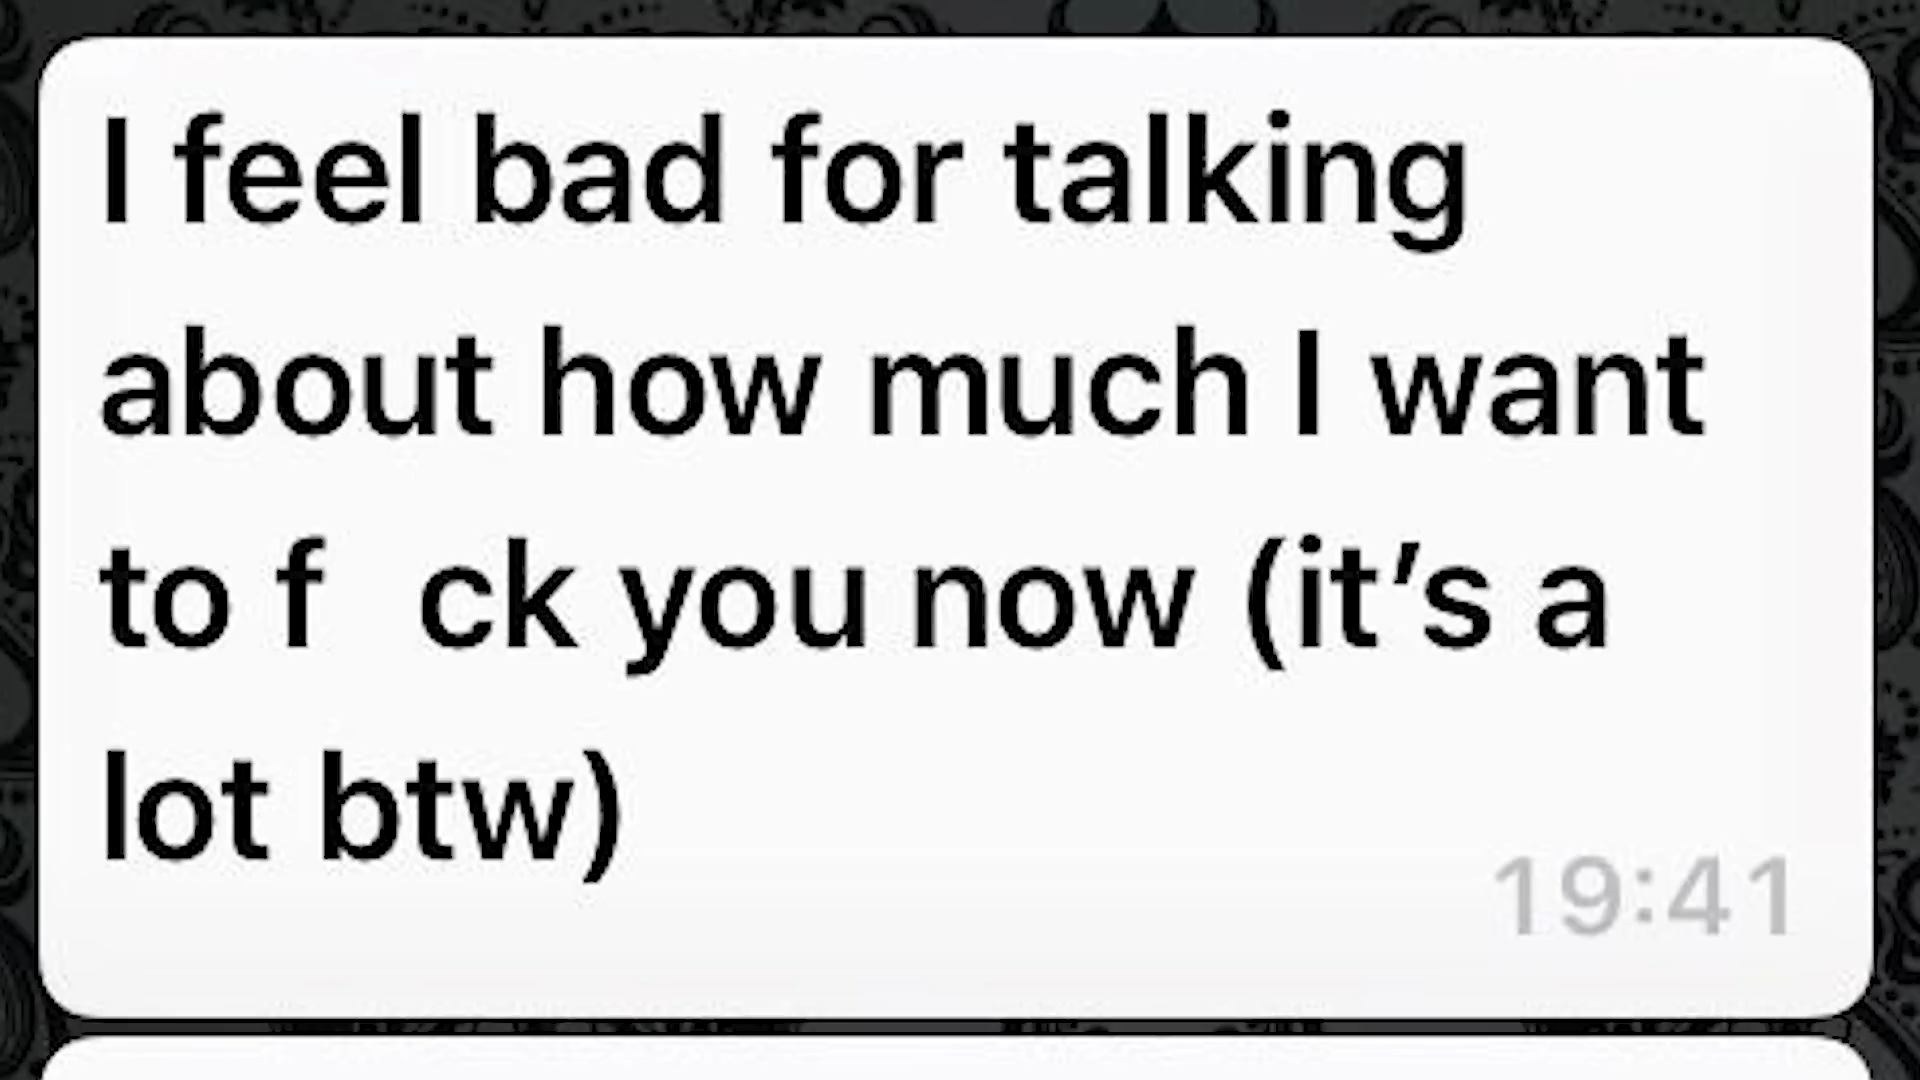 I feel bad for talking
about how much I want
to f ck you now (it’s a
lot btw)
19:41